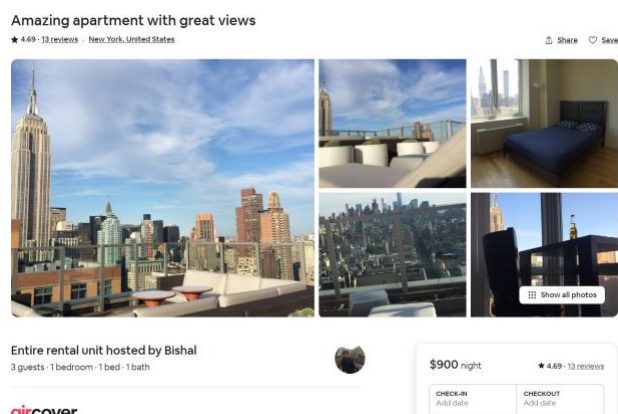 Amazing apartment with great views
★ 4.69 · 13 reviews · New York, United States
Share
Save
Show all photos
Entire rental unit hosted by Bishal
3 guests · 1 bedroom · 1 bed · 1 bath
$900 night
★ 4.69 · 13 reviews
CHECK-IN
Add date
CHECKOUT
Add date
aircover